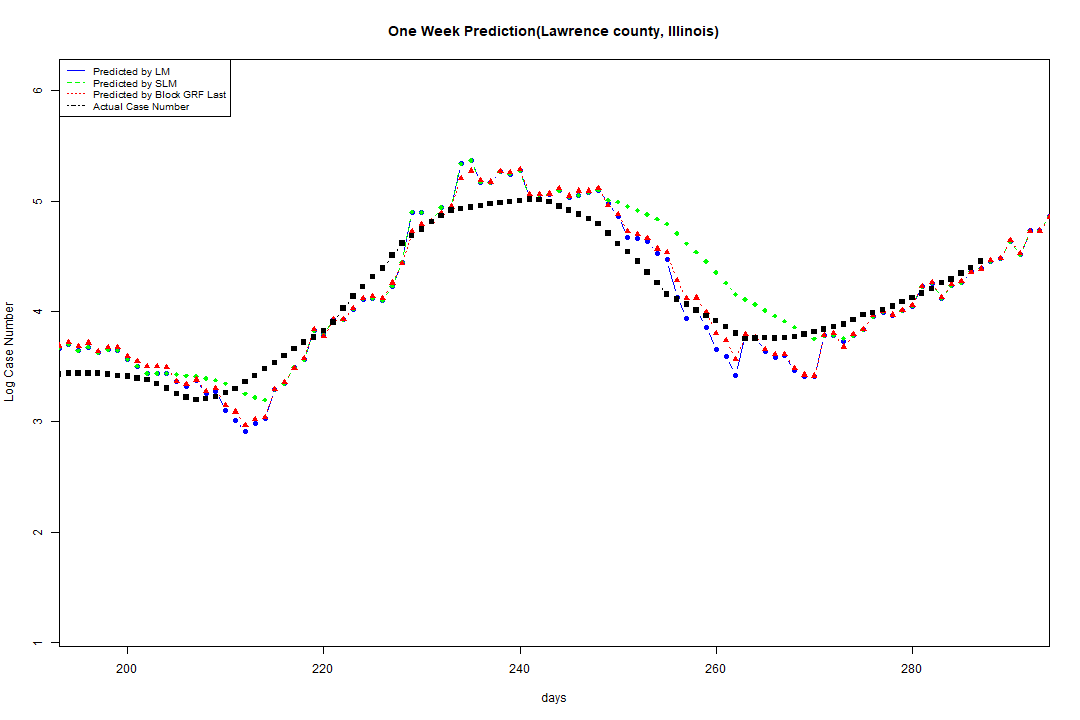 One Week Prediction(Lawrence county, Illinois)
Predicted by LM
Predicted by SLM
Predicted by Block GRF Last
Actual Case Number
6
5
4
3
2
1
Log Case Number
200 220 240 260 280
days